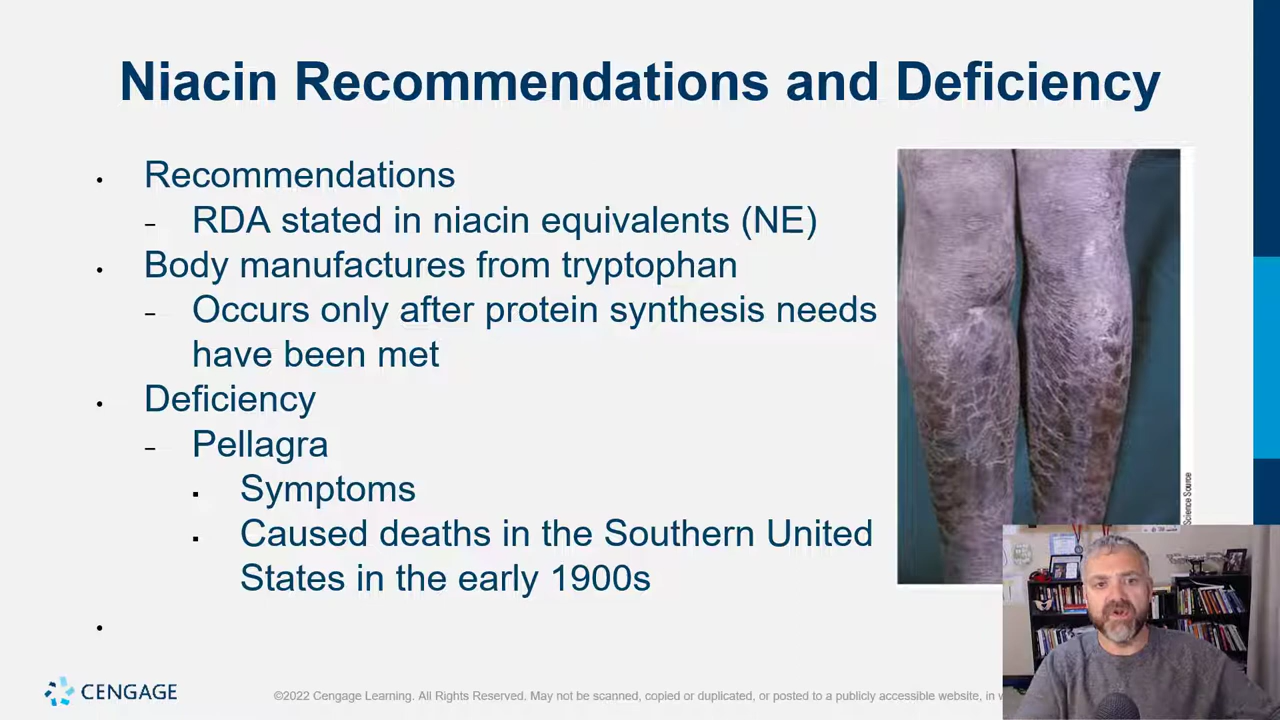 Niacin Recommendations and Deficiency
• Recommendations
– RDA stated in niacin equivalents (NE)
• Body manufactures from tryptophan
– Occurs only after protein synthesis needs
have been met
• Deficiency
– Pellagra
▪ Symptoms
▪ Caused deaths in the Southern United
States in the early 1900s
•
Science Source
CENGAGE
©2022 Cengage Learning. All Rights Reserved. May not be scanned, copied or duplicated, or posted to a publicly accessible website, in